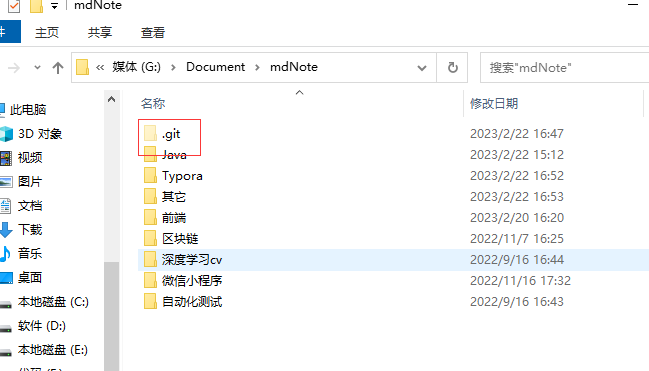 mdNote
件 主页 共享 查看
« 媒体 (G:) > Document > mdNote 搜索"mdNote"
名称 修改日期
此电脑
3D 对象
视频
图片
文档
下载
音乐
桌面
本地磁盘 (C:)
软件 (D:)
本地磁盘 (E:)
.git 2023/2/22 16:47
Java 2023/2/22 15:12
Typora 2023/2/22 16:52
其它 2023/2/22 16:53
前端 2023/2/20 16:20
区块链 2022/11/7 16:25
深度学习cv 2022/9/16 16:44
微信小程序 2022/11/16 17:32
自动化测试 2022/9/16 16:43